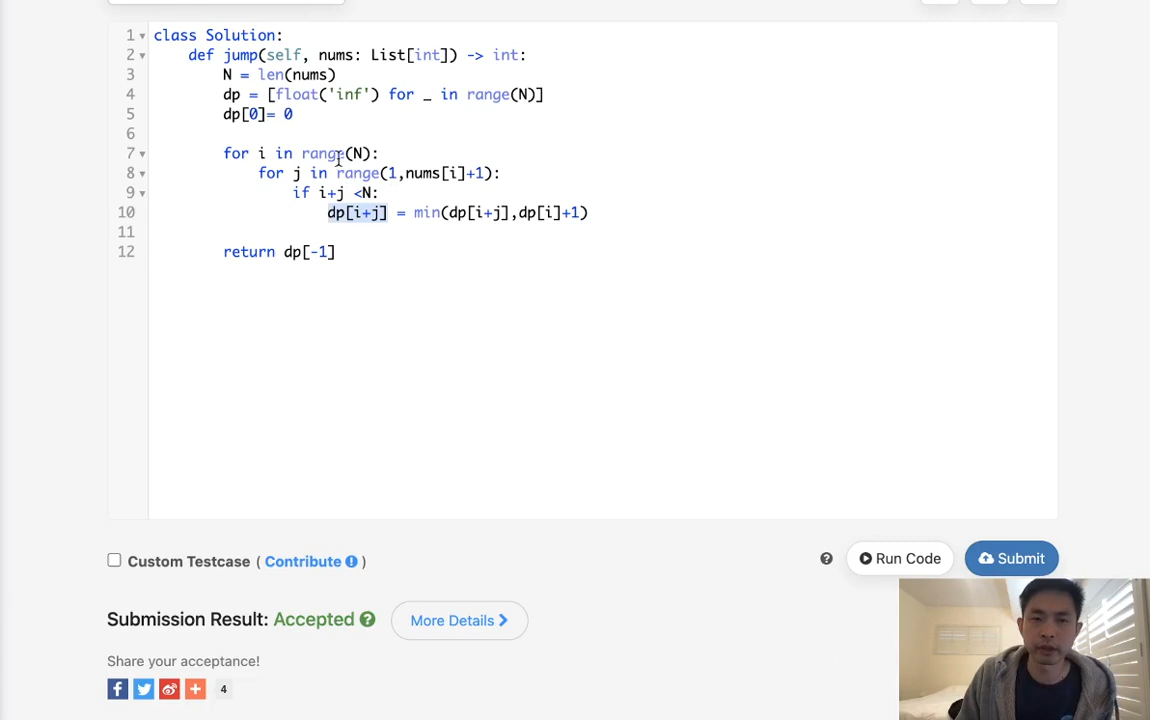 1 class Solution:
2 def jump(self, nums: List[int]) -> int:
3 N = len(nums)
4 dp = [float('inf') for _ in range(N)]
5 dp[0]= 0
6
7 for i in range(N):
8 for j in range(1,nums[i]+1):
9 if i+j <N:
10 dp[i+j] = min(dp[i+j],dp[i]+1)
11
12 return dp[-1]
Custom Testcase ( Contribute )
? Run Code Submit
Submission Result: Accepted ? More Details
Share your acceptance!
4